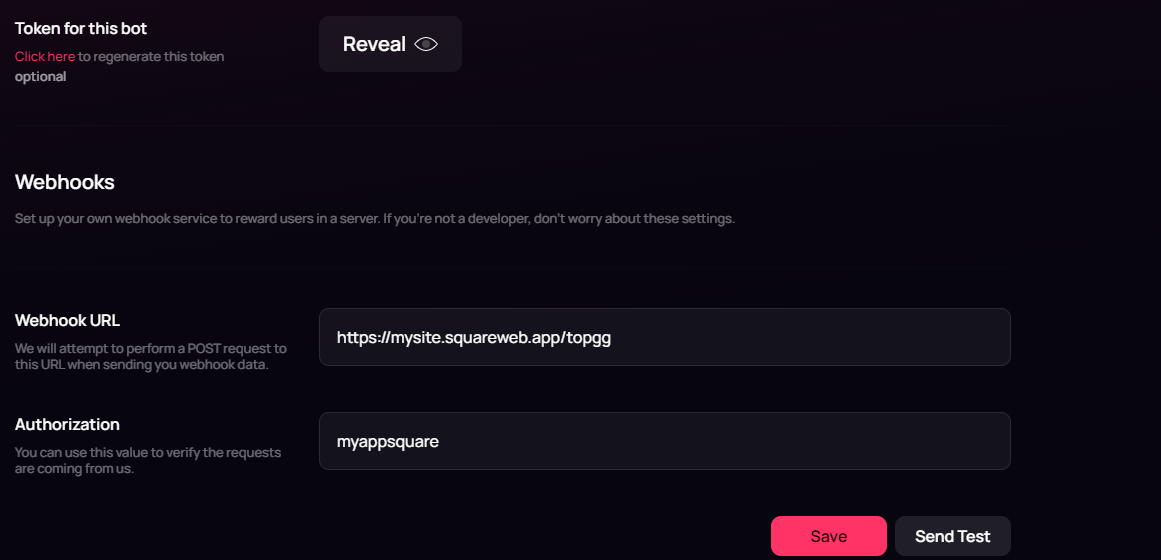 Token for this bot
Reveal
Click here to regenerate this token
optional
Webhooks
Set up your own webhook service to reward users in a server. If you're not a developer, don't worry about these settings.
Webhook URL
https://mysite.squareweb.app/topgg
We will attempt to perform a POST request to
this URL when sending you webhook data.
Authorization
myappsquare
You can use this value to verify the requests
are coming from us.
Save
Send Test